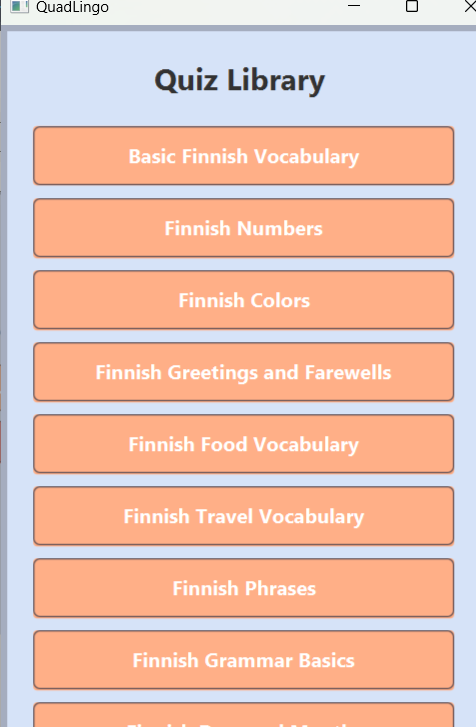 QuadLingo
Quiz Library
Basic Finnish Vocabulary
Finnish Numbers
Finnish Colors
Finnish Greetings and Farewells
Finnish Food Vocabulary
Finnish Travel Vocabulary
Finnish Phrases
Finnish Grammar Basics